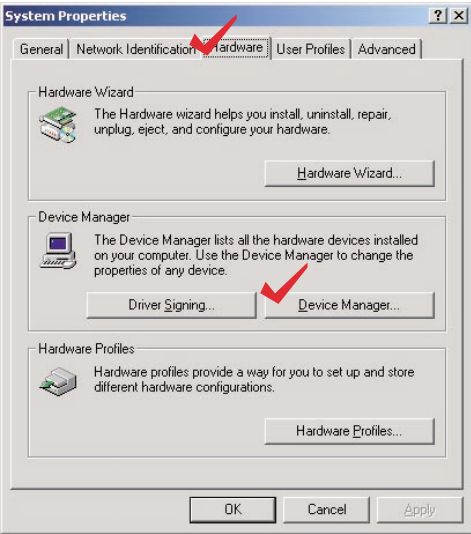 System Properties
? X
General Network Identification Hardware User Profiles Advanced
Hardware Wizard
The Hardware wizard helps you install, uninstall, repair,
unplug, eject, and configure your hardware.
Hardware Wizard...
Device Manager
The Device Manager lists all the hardware devices installed
on your computer. Use the Device Manager to change the
properties of any device.
Driver Signing... Device Manager...
Hardware Profiles
Hardware profiles provide a way for you to set up and store
different hardware configurations.
Hardware Profiles...
OK Cancel Apply